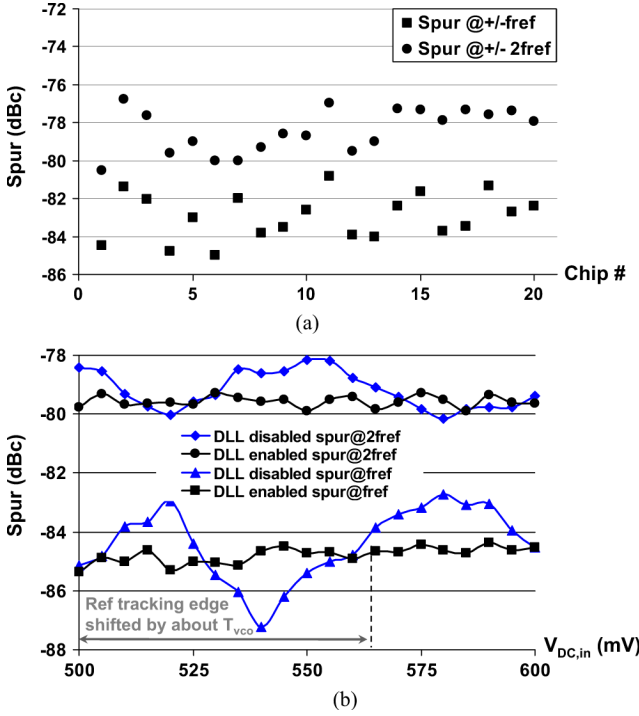 -72
-74
-76
-78
-80
-82
-84
-86
Spur (dBc)
Spur @+/-fref
Spur @+/- 2fref
0
5
10
15
20
Chip #
(a)
-78
-80
-82
-84
-86
-88
Spur (dBc)
DLL disabled spur@2fref
DLL enabled spur@2fref
DLL disabled spur@fref
DLL enabled spur@fref
Ref tracking edge
shifted by about Tvco
500
525
550
575
600
VDC,in (mV)
(b)